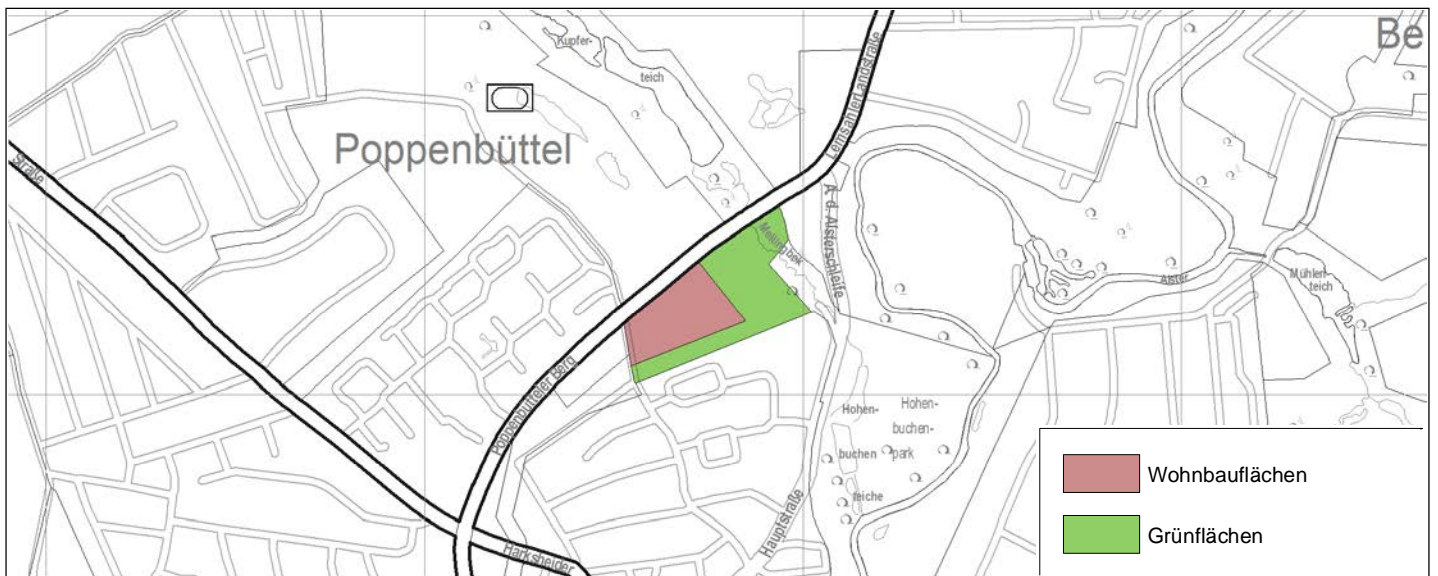 Be
Kupfer-
teich
Poppenbüttel
Lemsahler Landstraße
Straße
A. d. Alsterschleife
Mellingbek
Alster
Mühlen
teich
Poppenbütteler Berg
Hohen-
buchen
teiche
Hohen-
buchen-
park
Hauptstraße
Harksheider
Wohnbauflächen
Grünflächen